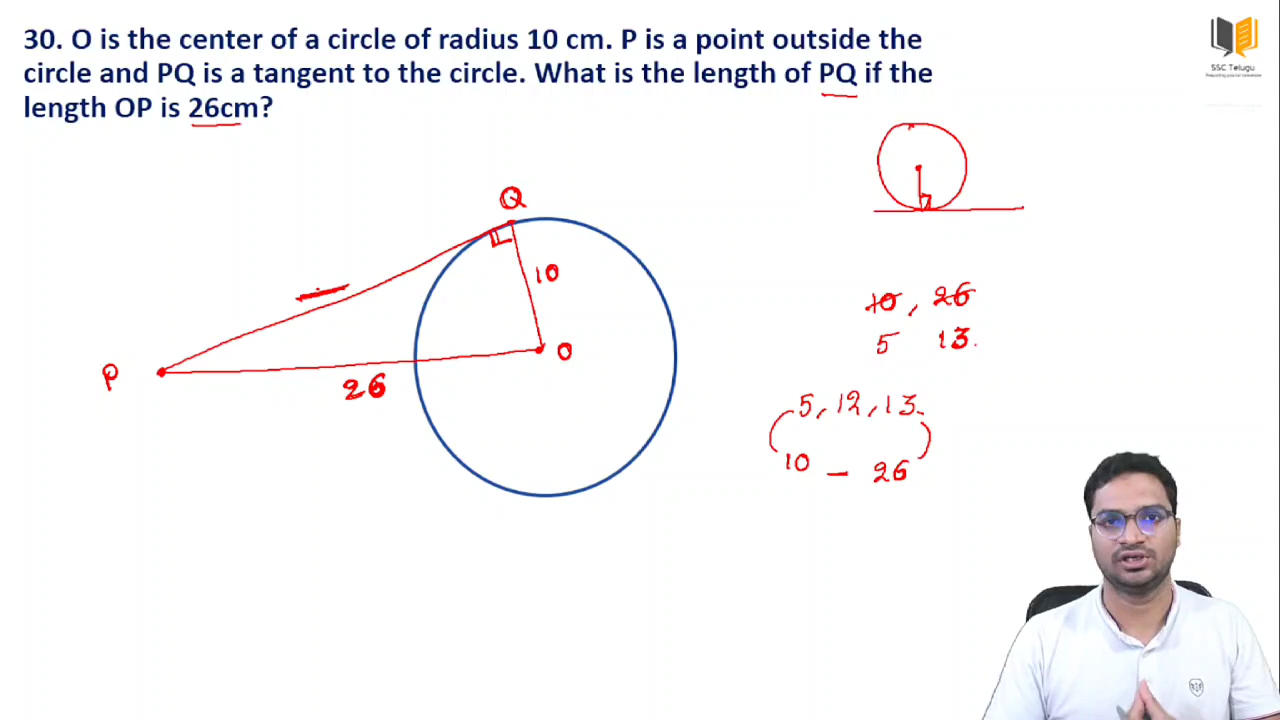 30. O is the center of a circle of radius 10 cm. P is a point outside the
circle and PQ is a tangent to the circle. What is the length of PQ if the
length OP is 26cm?
SSC Telugu
Q
10
P
O
26
10, 26
5 13.
5, 12, 13.
10 - 26